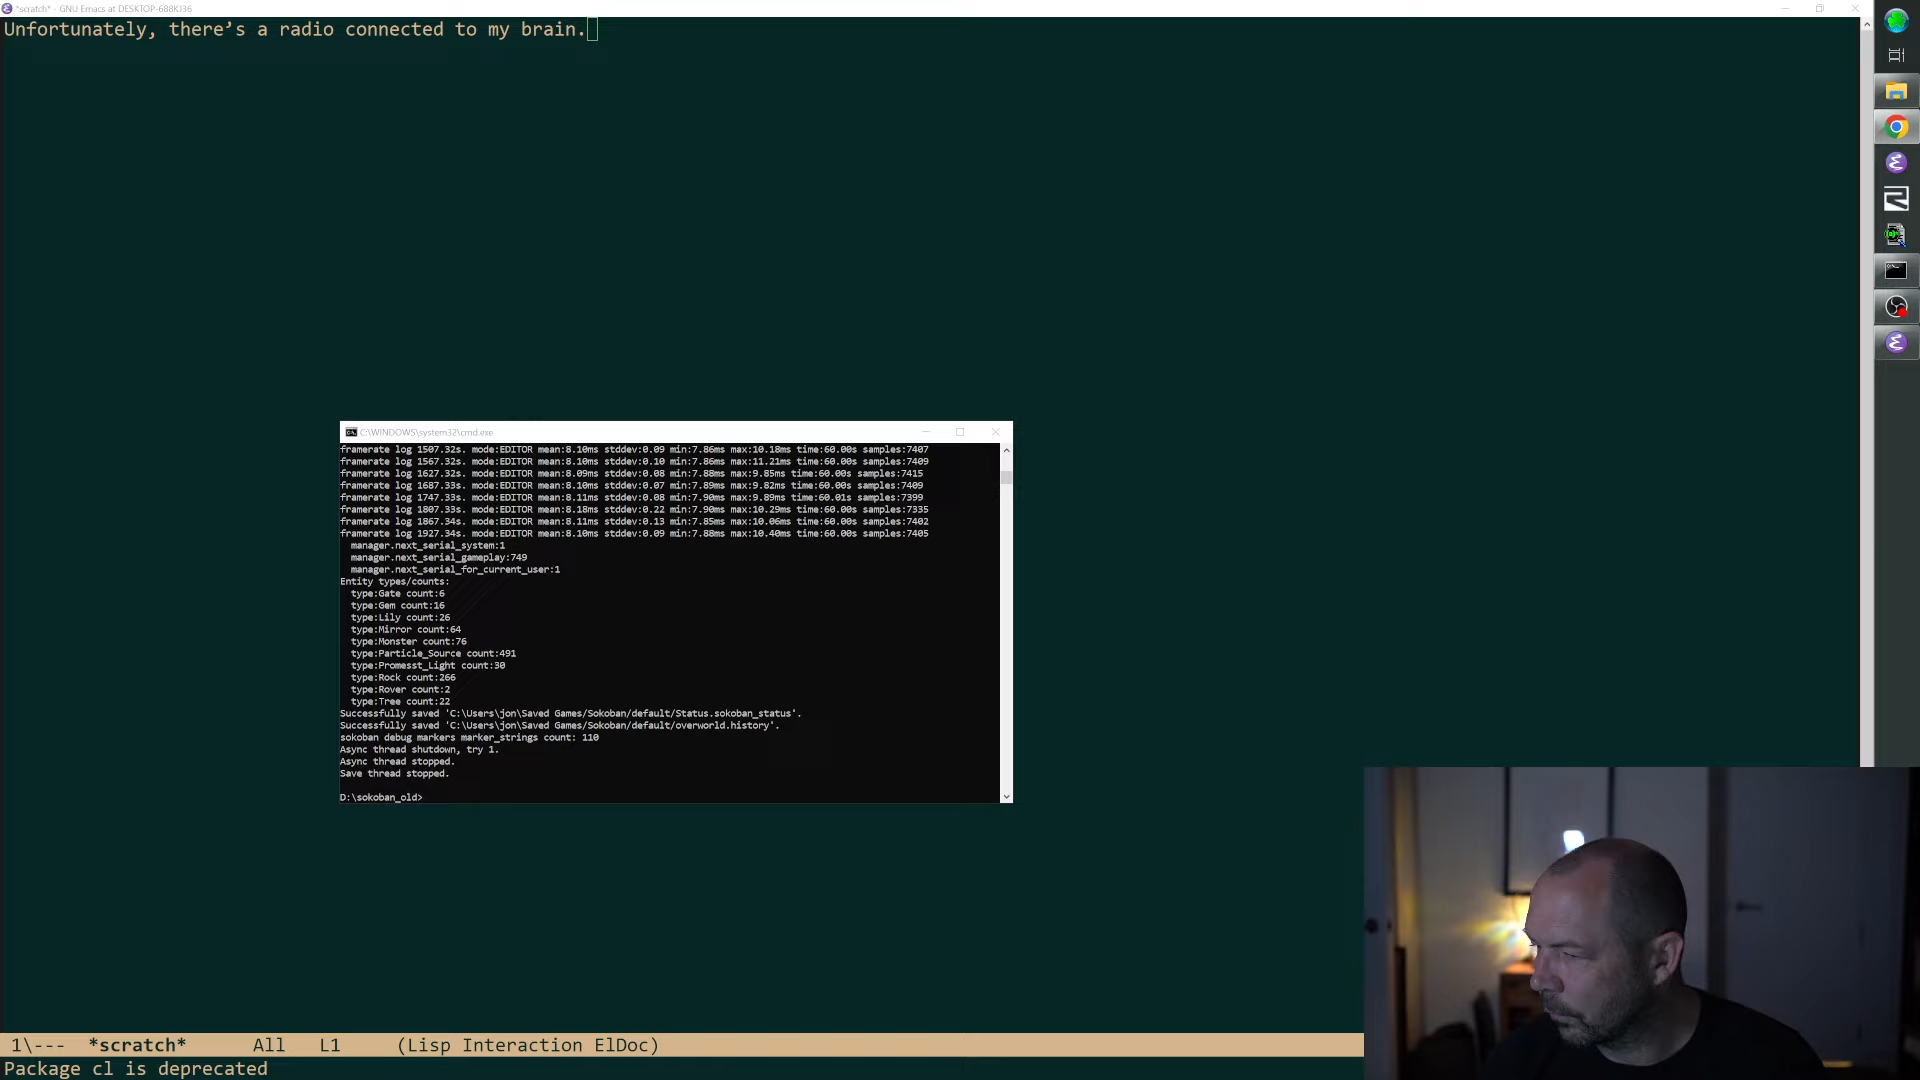 *scratch* - GNU Emacs at DESKTOP-688KJ36
Unfortunately, there’s a radio connected to my brain.
C:\WINDOWS\system32\cmd.exe
framerate log 1507.32s. mode:EDITOR mean:8.10ms stddev:0.09 min:7.86ms max:10.18ms time:60.00s samples:7407
framerate log 1567.32s. mode:EDITOR mean:8.10ms stddev:0.10 min:7.86ms max:11.21ms time:60.00s samples:7409
framerate log 1627.32s. mode:EDITOR mean:8.09ms stddev:0.08 min:7.88ms max:9.85ms time:60.00s samples:7415
framerate log 1687.33s. mode:EDITOR mean:8.10ms stddev:0.07 min:7.89ms max:9.82ms time:60.00s samples:7409
framerate log 1747.33s. mode:EDITOR mean:8.11ms stddev:0.08 min:7.90ms max:9.89ms time:60.01s samples:7399
framerate log 1807.33s. mode:EDITOR mean:8.18ms stddev:0.22 min:7.90ms max:10.29ms time:60.00s samples:7335
framerate log 1867.34s. mode:EDITOR mean:8.11ms stddev:0.13 min:7.85ms max:10.06ms time:60.00s samples:7402
framerate log 1927.34s. mode:EDITOR mean:8.10ms stddev:0.09 min:7.88ms max:10.40ms time:60.00s samples:7405
manager.next_serial_system:1
manager.next_serial_gameplay:749
manager.next_serial_for_current_user:1
Entity types/counts:
type:Gate count:6
type:Gem count:16
type:Lily count:26
type:Mirror count:64
type:Monster count:76
type:Particle_Source count:491
type:Promesst_Light count:30
type:Rock count:266
type:Rover count:2
type:Tree count:22
Successfully saved 'C:\Users\jon\Saved Games/Sokoban/default/Status.sokoban_status'.
Successfully saved 'C:\Users\jon\Saved Games/Sokoban/default/overworld.history'.
sokoban debug markers marker_strings count: 110
Async thread shutdown, try 1.
Async thread stopped.
Save thread stopped.
D:\sokoban_old>
1\--- *scratch* All L1 (Lisp Interaction ElDoc)
Package cl is deprecated